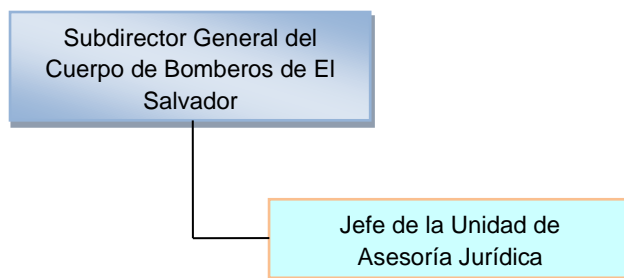 Subdirector General del
Cuerpo de Bomberos de El
Salvador
Jefe de la Unidad de
Asesoría Jurídica